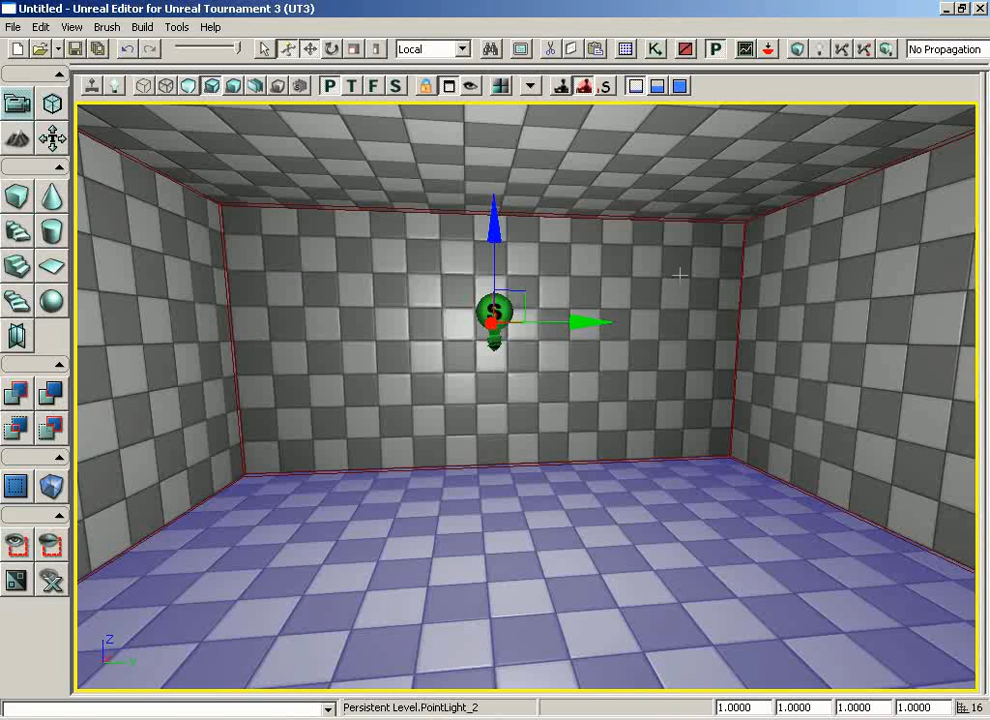 Untitled - Unreal Editor for Unreal Tournament 3 (UT3)
File Edit View Brush Build Tools Help
Local
K
P
No Propagation
P T F S
S
S
Z
Y
Persistent Level.PointLight_2
1.0000 1.0000 1.0000 1.0000 16